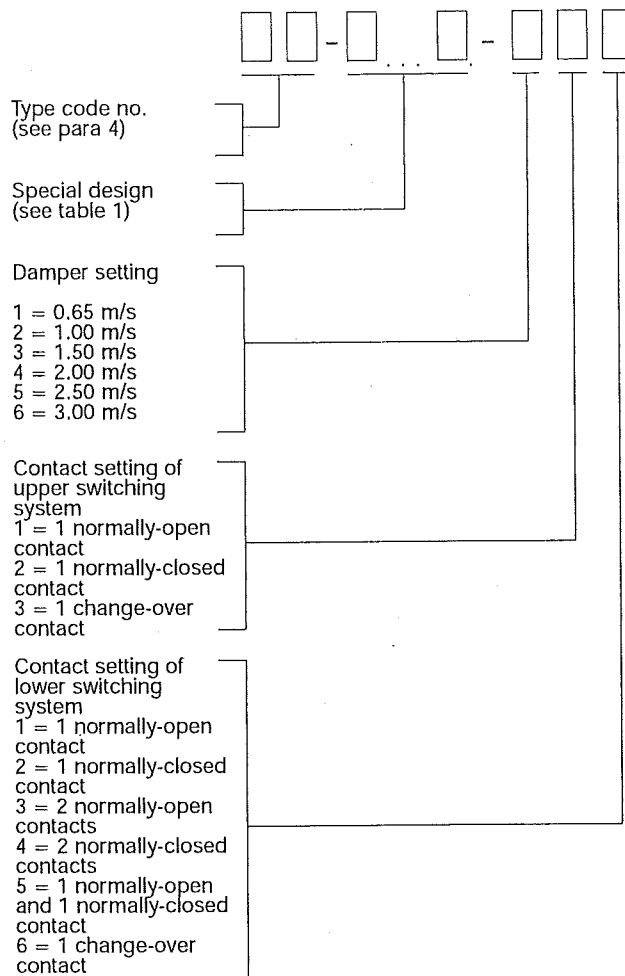 - ... -
Type code no.
(see para 4)
Special design
(see table 1)
Damper setting
1 = 0.65 m/s
2 = 1.00 m/s
3 = 1.50 m/s
4 = 2.00 m/s
5 = 2.50 m/s
6 = 3.00 m/s
Contact setting of
upper switching
system
1 = 1 normally-open
contact
2 = 1 normally-closed
contact
3 = 1 change-over
contact
Contact setting of
lower switching
system
1 = 1 normally-open
contact
2 = 1 normally-closed
contact
3 = 2 normally-open
contacts
4 = 2 normally-closed
contacts
5 = 1 normally-open
and 1 normally-closed
contact
6 = 1 change-over
contact